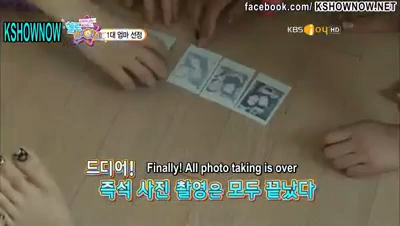 facebook.com/KSHOWNOW.NET
KSHOWNOW
1대 엄마 선정
KBS joy HD
드디어! Finally! All photo taking is over
즉석 사진 촬영은 모두 끝났다